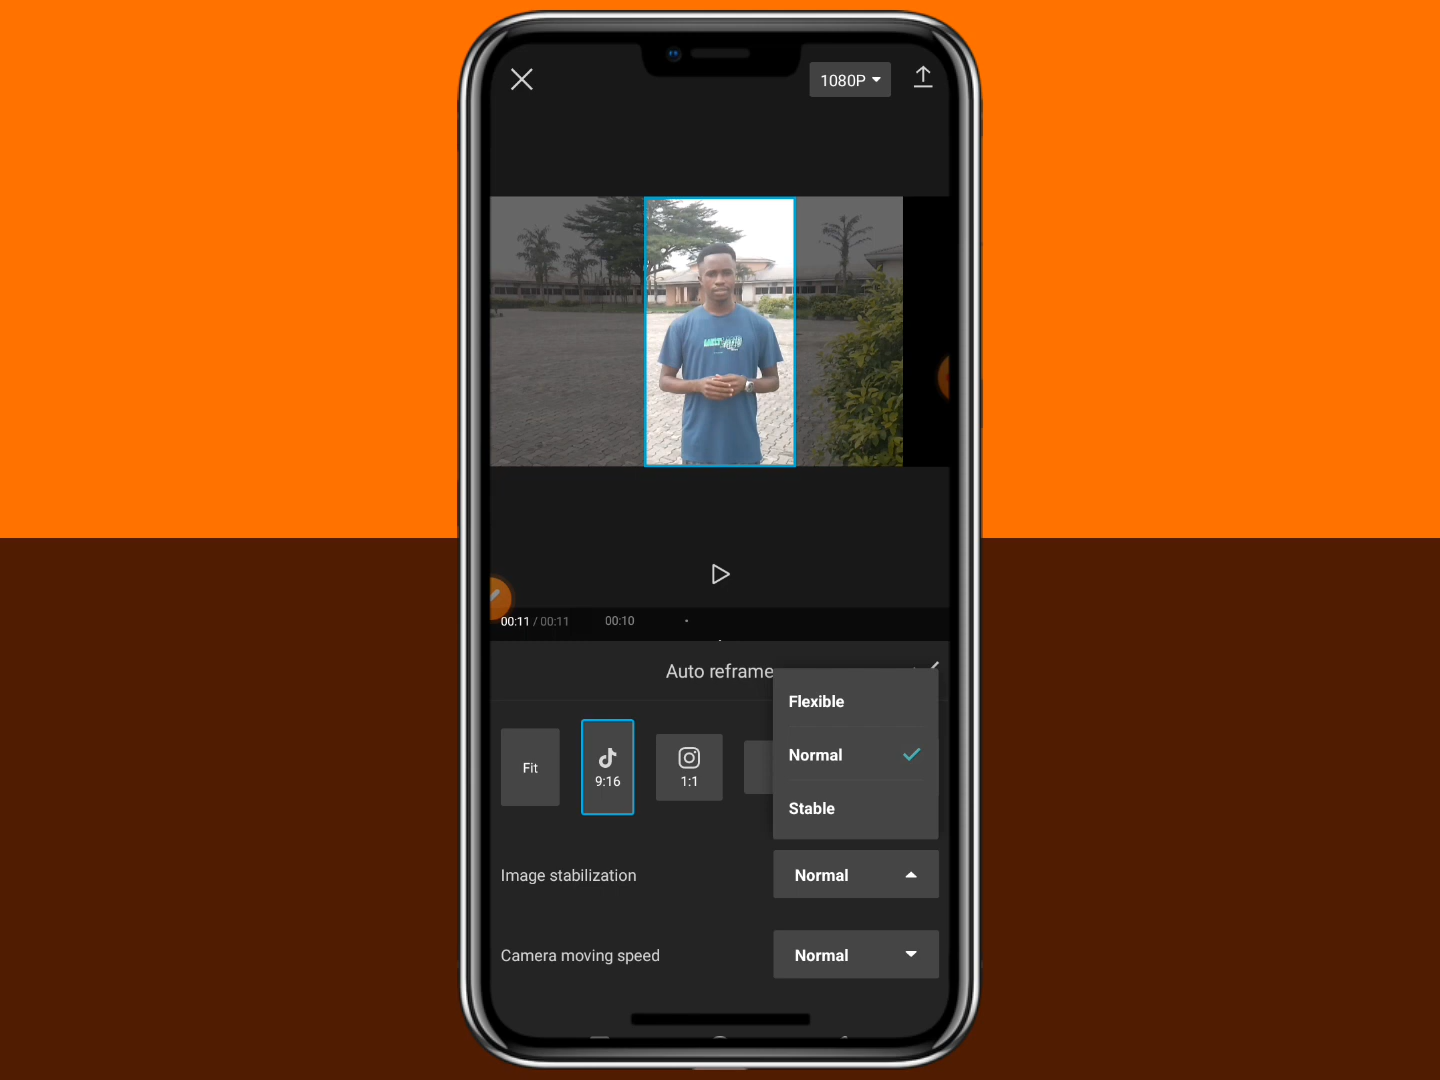 1080P
00:11 / 00:11 00:10
Auto reframe
Flexible
Normal
Stable
Fit
9:16
1:1
Image stabilization Normal
Camera moving speed Normal